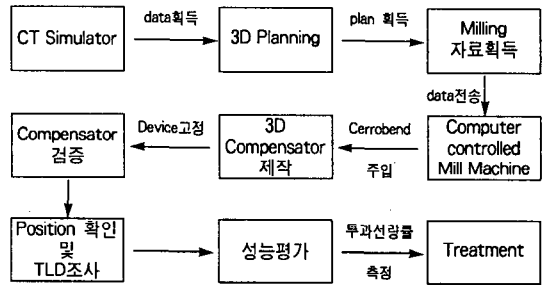 CT Simulator
data획득
3D Planning
plan 획득
Milling
자료획득
data전송
Computer
controlled
Mill Machine
Cerrobend
주입
3D
Compensator
제작
Device고정
Compensator
검증
Position 확인
및
TLD조사
성능평가
투과선량률
측정
Treatment